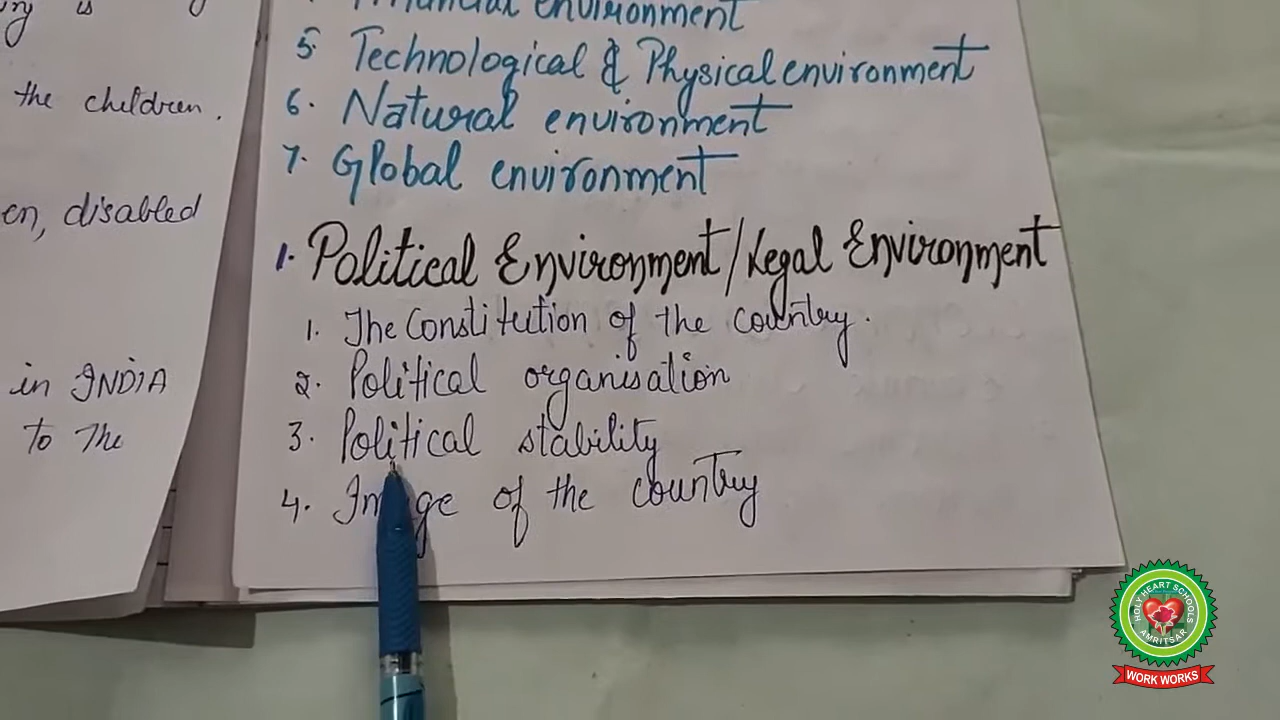 the children.
en, disabled
in INDIA
to the
environment
5. Technological & Physical environment
6. Natural environment
7. Global environment
1. Political Environment/Legal Environment
1. The Constitution of the country.
2. Political organisation
3. Political stability
4. Image of the country
HOLY HEART SCHOOLS
AMRITSAR
WORK WORKS